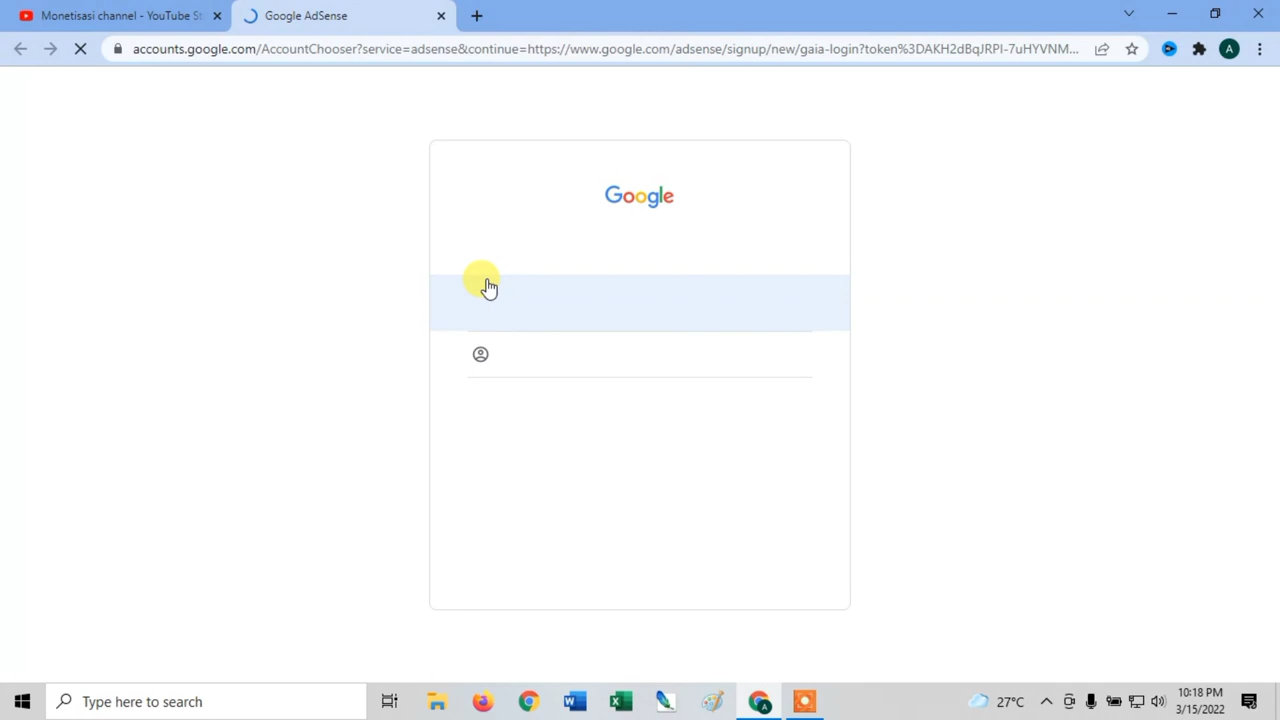 Monetisasi channel - YouTube St
Google AdSense
accounts.google.com/AccountChooser?service=adsense&continue=https://www.google.com/adsense/signup/new/gaia-login?token%3DAKH2dBqJRPI-7uHYVNM...
A
Google
Type here to search
A
27°C
10:18 PM
3/15/2022